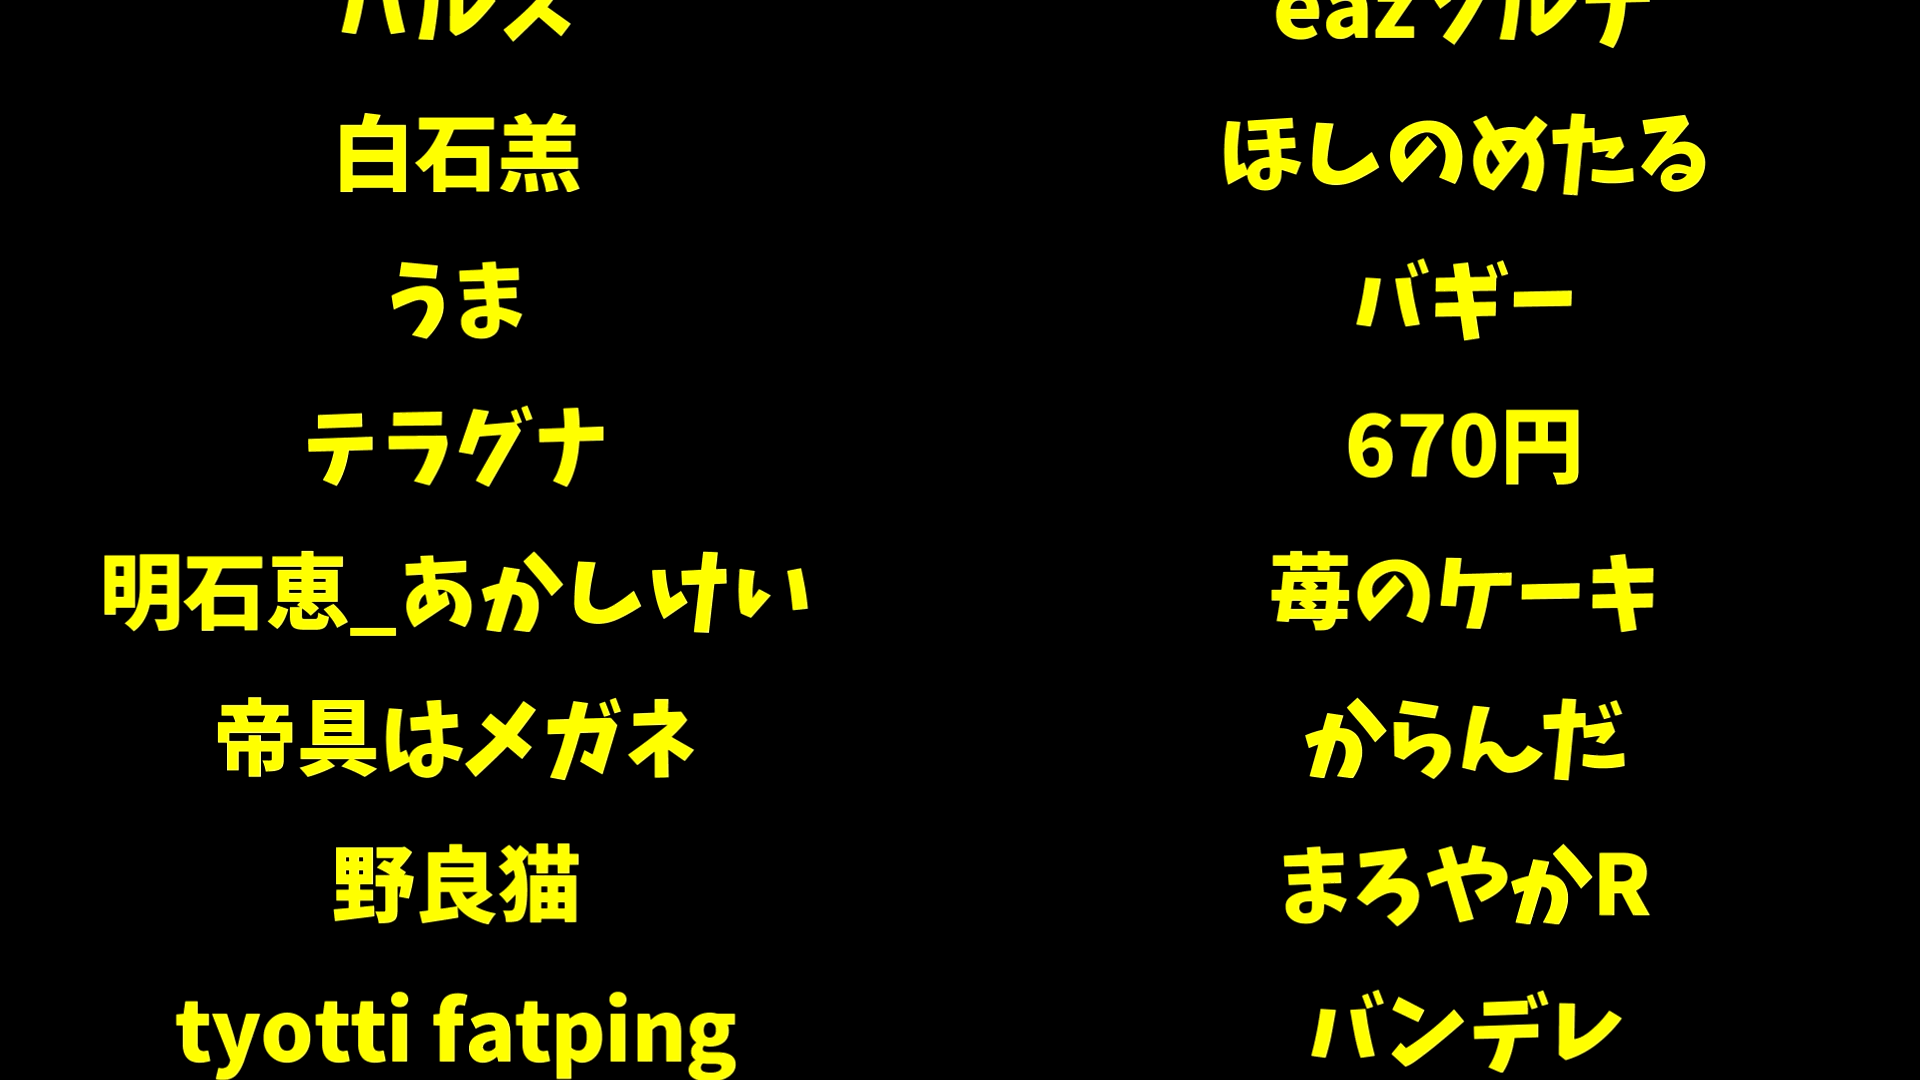 白石羔
ほしのめたる
うま
バギー
テラグナ
670円
明石恵_あかしけい
苺のケーキ
帝具はメガネ
からんだ
野良猫
まろやかR
tyotti fatping
バンデレ